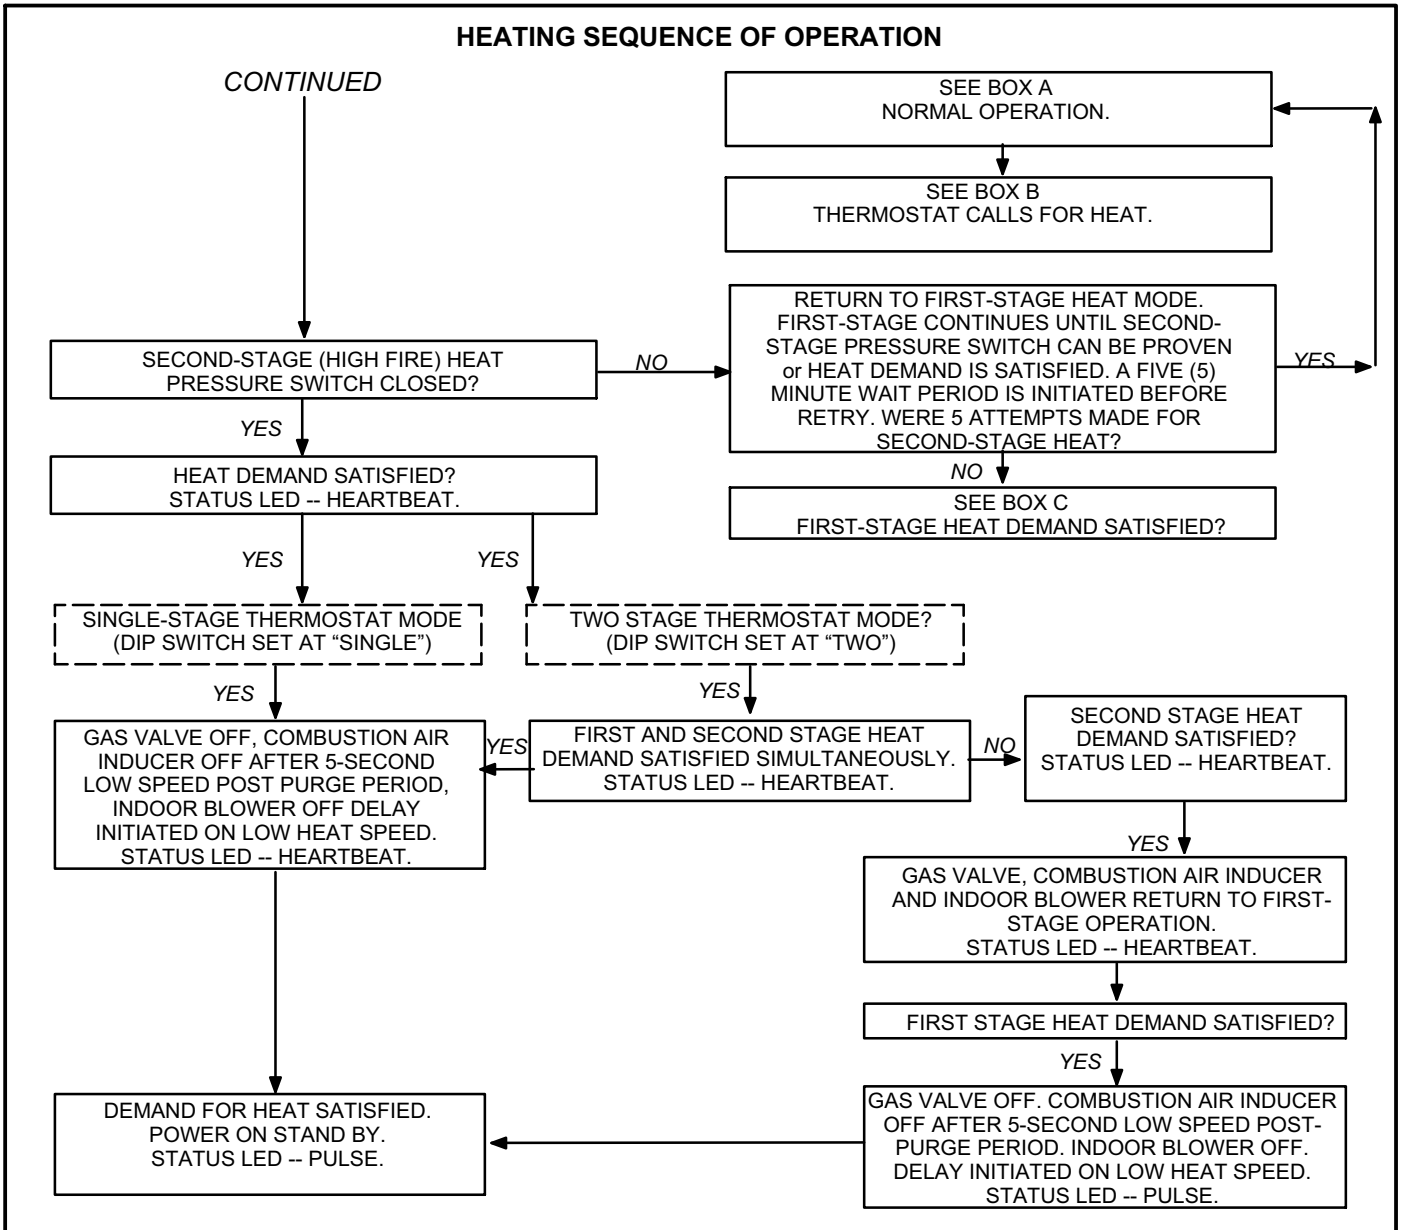 HEATING SEQUENCE OF OPERATION
CONTINUED
SEE BOX A
NORMAL OPERATION.
SEE BOX B
THERMOSTAT CALLS FOR HEAT.
SECOND-STAGE (HIGH FIRE) HEAT
PRESSURE SWITCH CLOSED?
NO
RETURN TO FIRST-STAGE HEAT MODE.
FIRST-STAGE CONTINUES UNTIL SECOND-
STAGE PRESSURE SWITCH CAN BE PROVEN
or HEAT DEMAND IS SATISFIED. A FIVE (5)
MINUTE WAIT PERIOD IS INITIATED BEFORE
RETRY. WERE 5 ATTEMPTS MADE FOR
SECOND-STAGE HEAT?
YES
YES
NO
HEAT DEMAND SATISFIED?
STATUS LED -- HEARTBEAT.
SEE BOX C
FIRST-STAGE HEAT DEMAND SATISFIED?
YES
YES
SINGLE-STAGE THERMOSTAT MODE
(DIP SWITCH SET AT “SINGLE”)
TWO STAGE THERMOSTAT MODE?
(DIP SWITCH SET AT “TWO”)
YES
YES
GAS VALVE OFF, COMBUSTION AIR
INDUCER OFF AFTER 5-SECOND
LOW SPEED POST PURGE PERIOD,
INDOOR BLOWER OFF DELAY
INITIATED ON LOW HEAT SPEED.
STATUS LED -- HEARTBEAT.
YES
FIRST AND SECOND STAGE HEAT
DEMAND SATISFIED SIMULTANEOUSLY.
STATUS LED -- HEARTBEAT.
NO
SECOND STAGE HEAT
DEMAND SATISFIED?
STATUS LED -- HEARTBEAT.
YES
GAS VALVE, COMBUSTION AIR INDUCER
AND INDOOR BLOWER RETURN TO FIRST-
STAGE OPERATION.
STATUS LED -- HEARTBEAT.
FIRST STAGE HEAT DEMAND SATISFIED?
YES
DEMAND FOR HEAT SATISFIED.
POWER ON STAND BY.
STATUS LED -- PULSE.
GAS VALVE OFF. COMBUSTION AIR INDUCER
OFF AFTER 5-SECOND LOW SPEED POST-
PURGE PERIOD. INDOOR BLOWER OFF.
DELAY INITIATED ON LOW HEAT SPEED.
STATUS LED -- PULSE.